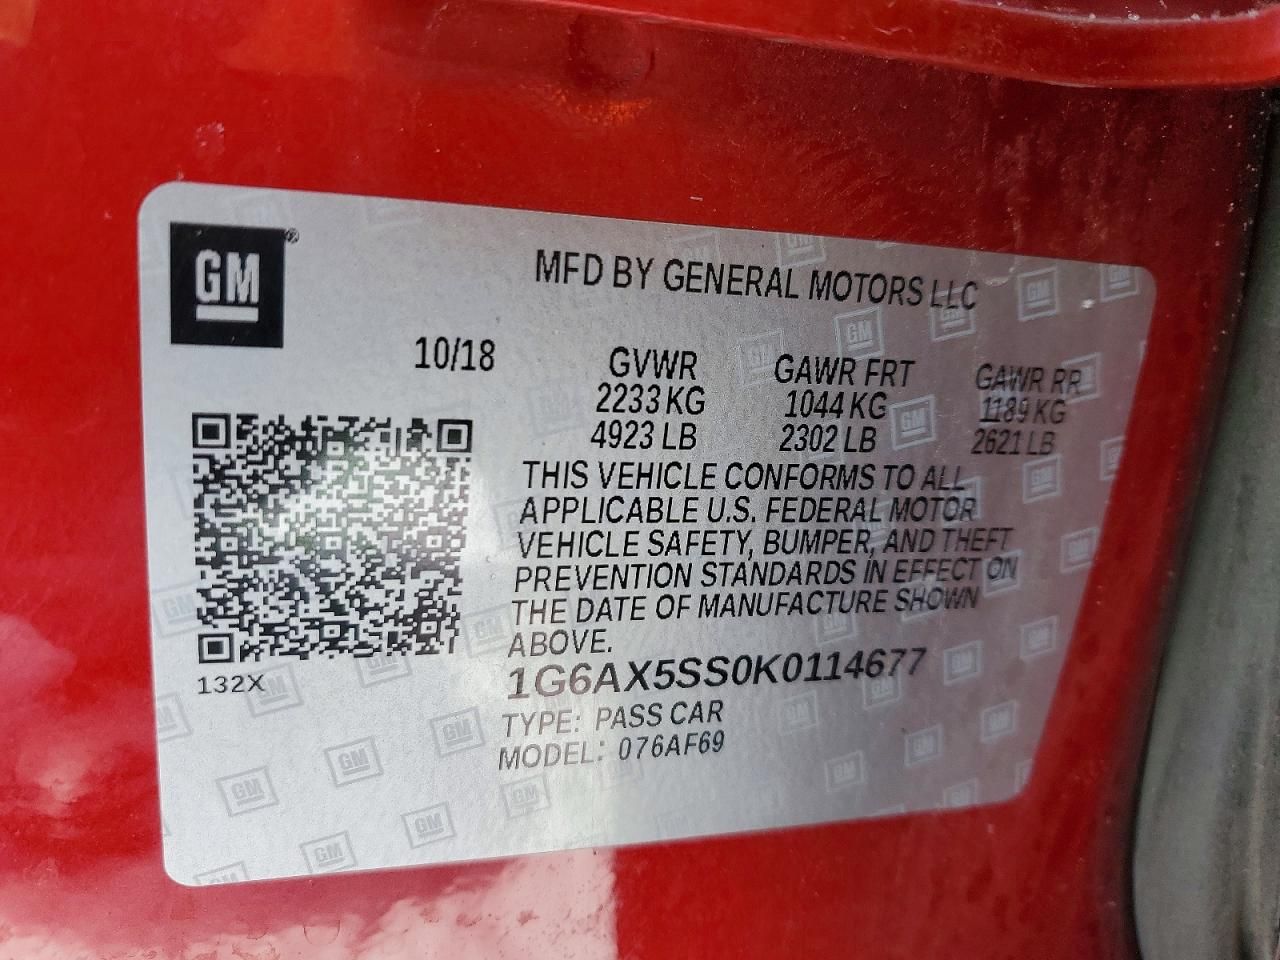 GM®
MFD BY GENERAL MOTORS LLC
10/18
GVWR GAWR FRT GAWR RR
2233 KG 1044 KG 1189 KG
4923 LB 2302 LB 2621 LB
THIS VEHICLE CONFORMS TO ALL
APPLICABLE U.S. FEDERAL MOTOR
VEHICLE SAFETY, BUMPER, AND THEFT
PREVENTION STANDARDS IN EFFECT ON
THE DATE OF MANUFACTURE SHOWN
ABOVE.
132X
1G6AX5SS0K0114677
TYPE: PASS CAR
MODEL: 076AF69